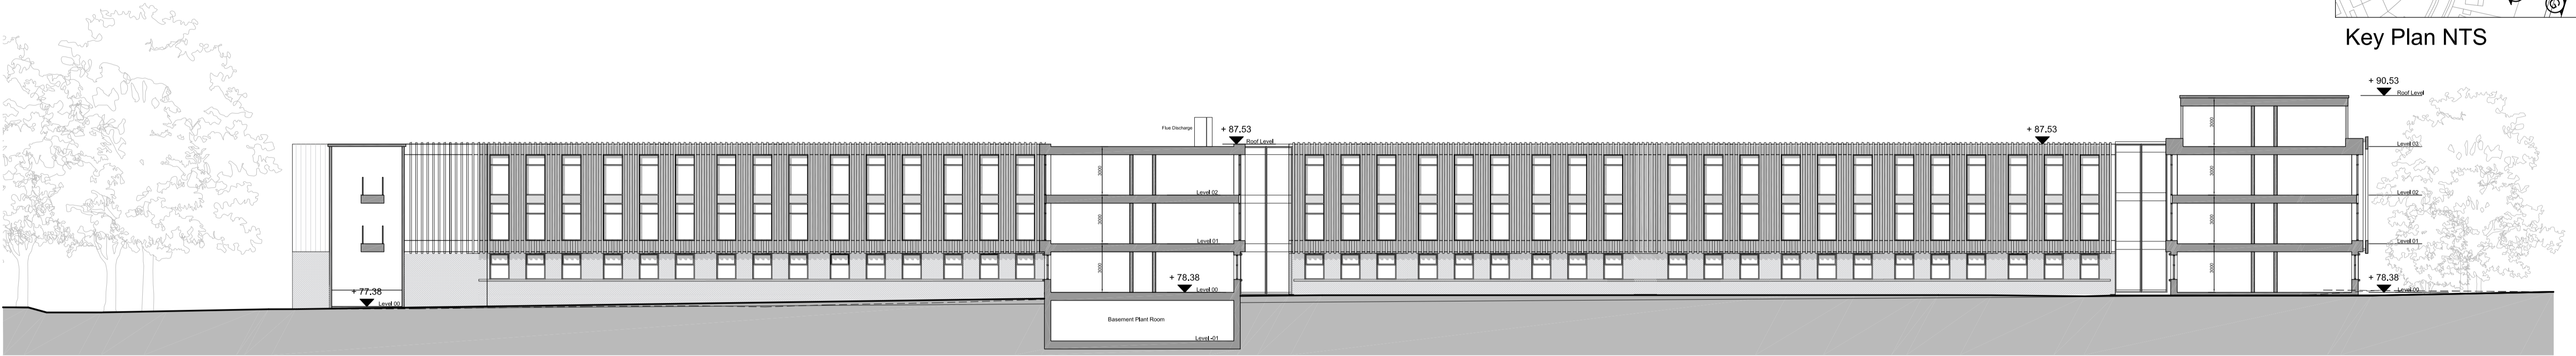 Key Plan NTS
+ 90.53
Roof Level
3000
Flue Discharge
+ 87.53
Roof Level
+ 87.53
Level 03
3000
3000
Level 02
Level 02
3000
3000
Level 01
Level 01
3000
3000
+ 77.38
Level 00
+ 78.38
Level 00
+ 78.38
Level 00
Basement Plant Room
Level -01